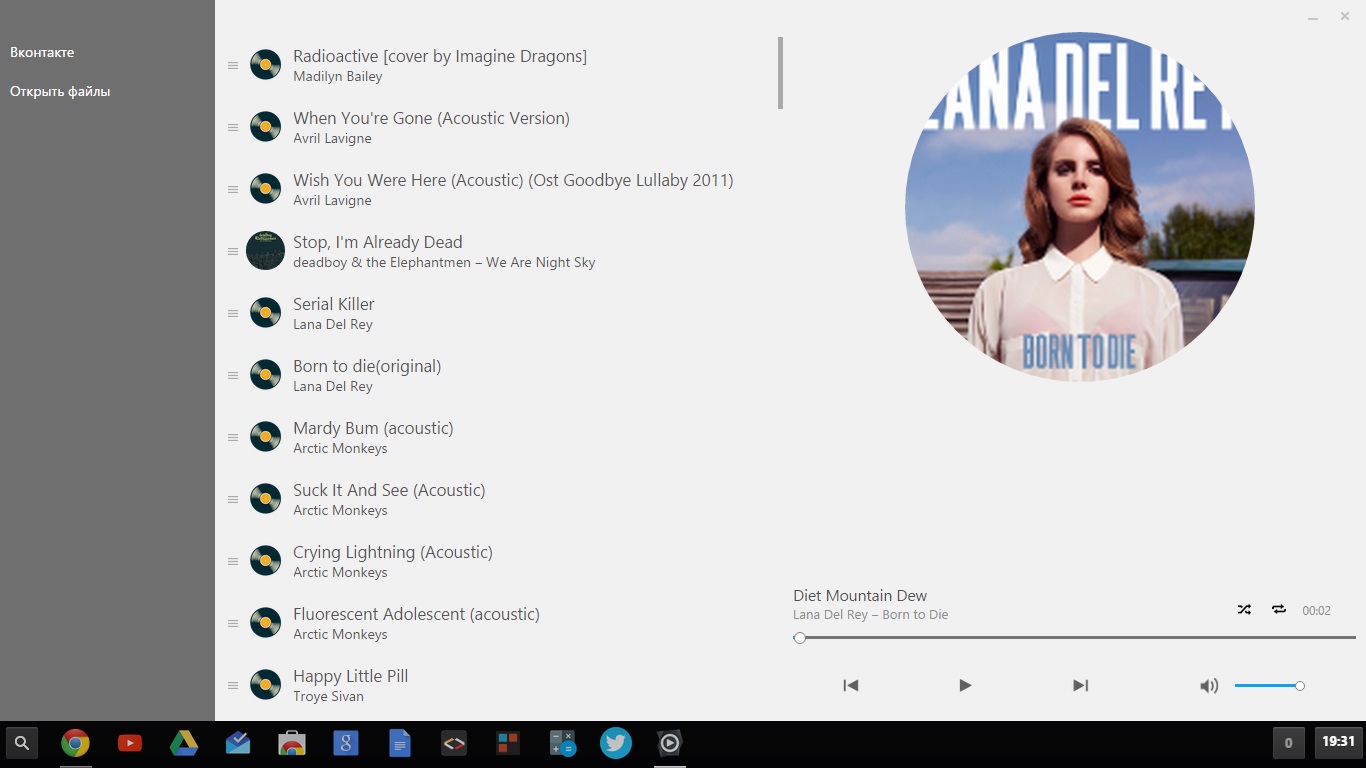 Вконтакте
Открыть файлы
Radioactive [cover by Imagine Dragons]
Madilyn Bailey
When You're Gone (Acoustic Version)
Avril Lavigne
Wish You Were Here (Acoustic) (Ost Goodbye Lullaby 2011)
Avril Lavigne
Stop, I'm Already Dead
deadboy & the Elephantmen – We Are Night Sky
Serial Killer
Lana Del Rey
Born to die(original)
Lana Del Rey
Mardy Bum (acoustic)
Arctic Monkeys
Suck It And See (Acoustic)
Arctic Monkeys
Crying Lightning (Acoustic)
Arctic Monkeys
Fluorescent Adolescent (acoustic)
Arctic Monkeys
Happy Little Pill
Troye Sivan
LANA DEL REY
BORN TO DIE
Diet Mountain Dew
Lana Del Rey – Born to Die
00:02
8
0
19:31